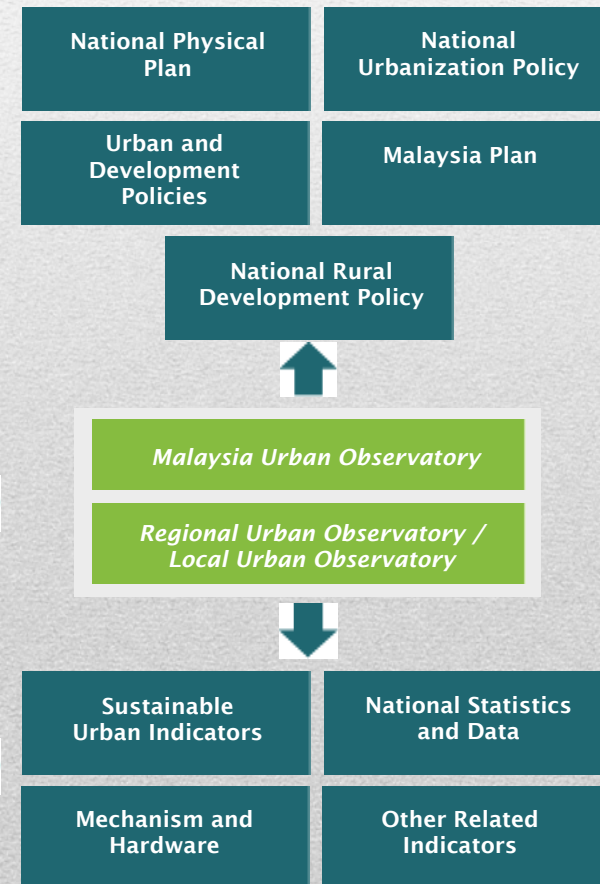 National Physical
Plan
National
Urbanization Policy
Urban and
Development
Policies
Malaysia Plan
National Rural
Development Policy
Malaysia Urban Observatory
Regional Urban Observatory /
Local Urban Observatory
Sustainable
Urban Indicators
National Statistics
and Data
Mechanism and
Hardware
Other Related
Indicators